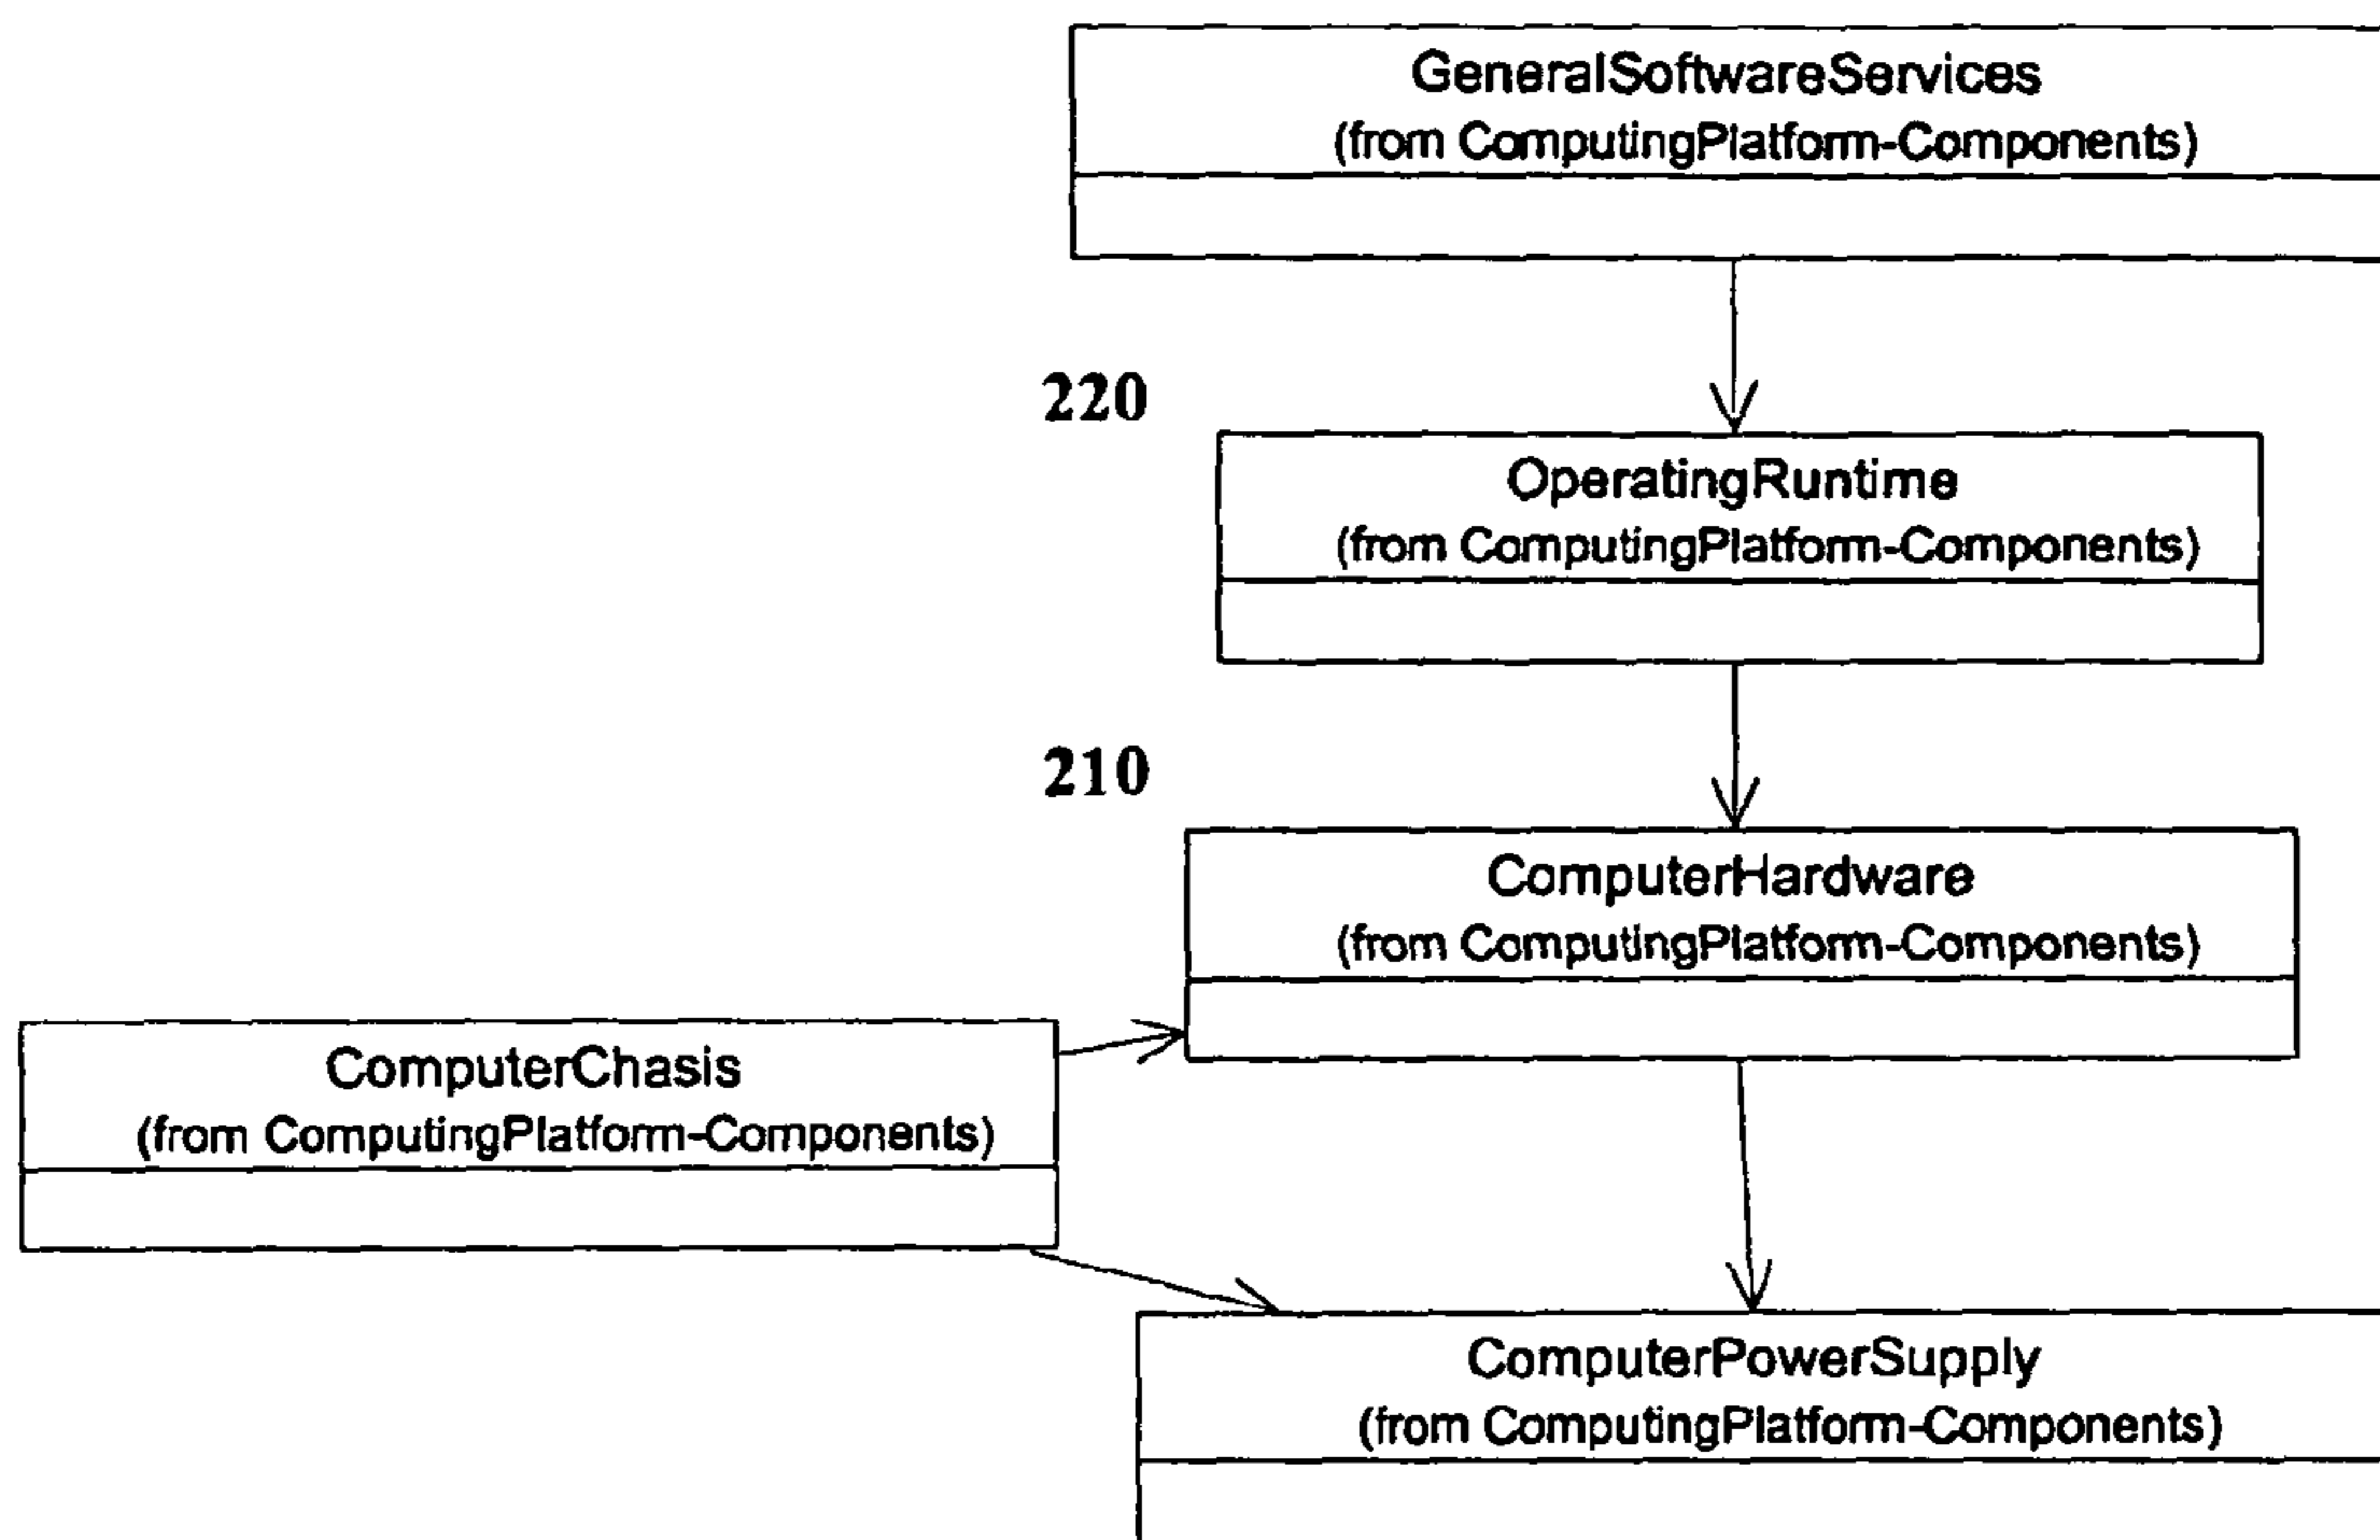 GeneralSoftwareServices
(from ComputingPlatform-Components)
220
OperatingRuntime
(from ComputingPlatform-Components)
210
ComputerHardware
(from ComputingPlatform-Components)
ComputerChasis
(from ComputingPlatform-Components)
ComputerPowerSupply
(from ComputingPlatform-Components)